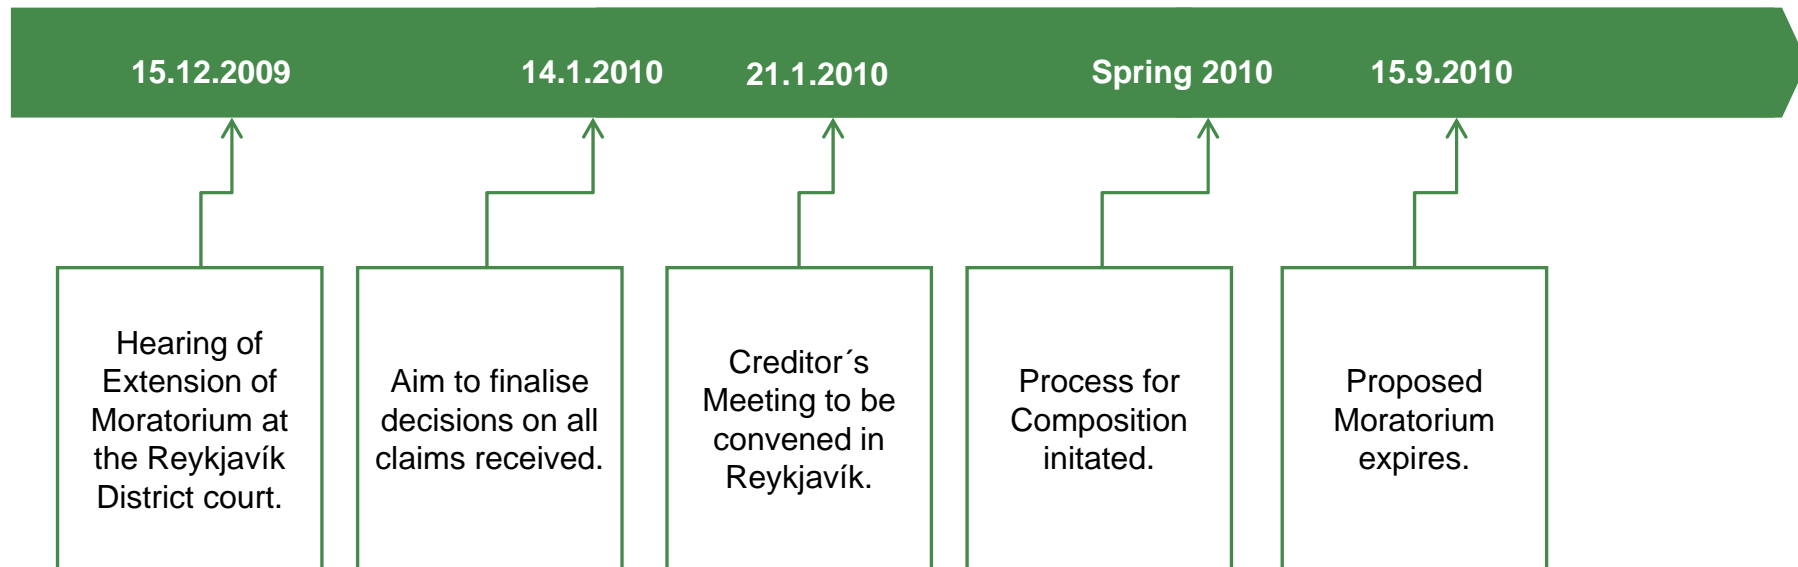 15.12.2009
14.1.2010
21.1.2010
Spring 2010
15.9.2010
Hearing of
Extension of
Moratorium at
the Reykjavík
District court.
Aim to finalise
decisions on all
claims received.
Creditor´s
Meeting to be
convened in
Reykjavík.
Process for
Composition
initated.
Proposed
Moratorium
expires.